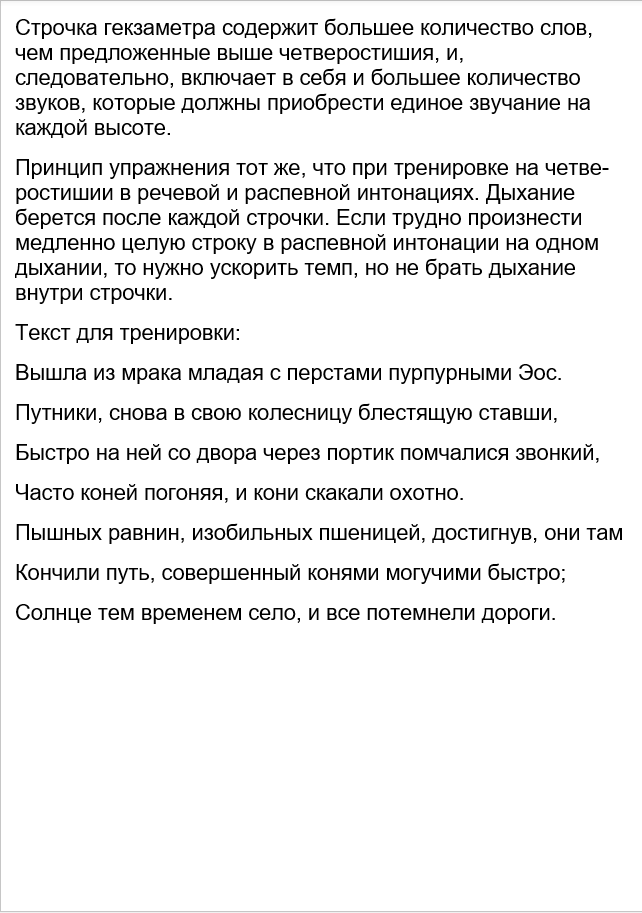 Строчка гекзаметра содержит большее количество слов,
чем предложенные выше четверостишия, и,
следовательно, включает в себя и большее количество
звуков, которые должны приобрести единое звучание на
каждой высоте.
Принцип упражнения тот же, что при тренировке на четве-
ростишии в речевой и распевной интонациях. Дыхание
берется после каждой строчки. Если трудно произнести
медленно целую строку в распевной интонации на одном
дыхании, то нужно ускорить темп, но не брать дыхание
внутри строчки.
Текст для тренировки:
Вышла из мрака младая с перстами пурпурными Эос.
Путники, снова в свою колесницу блестящую ставши,
Быстро на ней со двора через портик помчалися звонкий,
Часто коней погоняя, и кони скакали охотно.
Пышных равнин, изобильных пшеницей, достигнув, они там
Кончили путь, совершенный конями могучими быстро;
Солнце тем временем село, и все потемнели дороги.